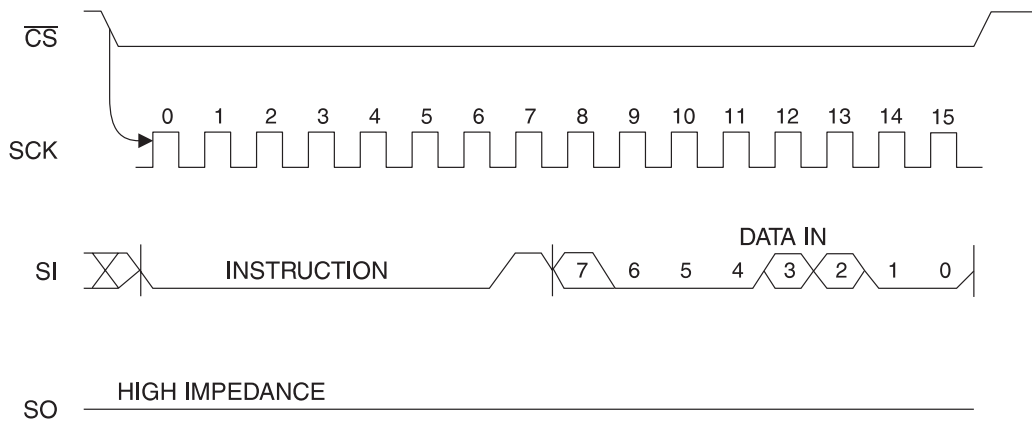 CS
0 1 2 3 4 5 6 7 8 9 10 11 12 13 14 15
SCK
DATA IN
SI
INSTRUCTION
7 6 5 4 3 2 1 0
HIGH IMPEDANCE
SO